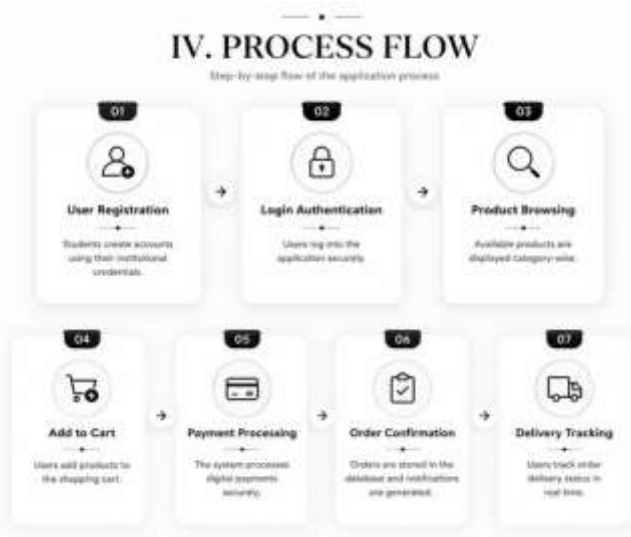 IV. PROCESS FLOW
Step-by-step flow of the application process
01
User Registration
Students create accounts
using their institutional
credentials.
02
Login Authentication
Users log into the
application securely.
03
Product Browsing
Available products are
displayed category-wise.
04
Add to Cart
Users add products to
the shopping cart.
05
Payment Processing
The system processes
digital payments
securely.
06
Order Confirmation
Orders are stored in the
database and notifications
are generated.
07
Delivery Tracking
Users track order
delivery status in
real time.